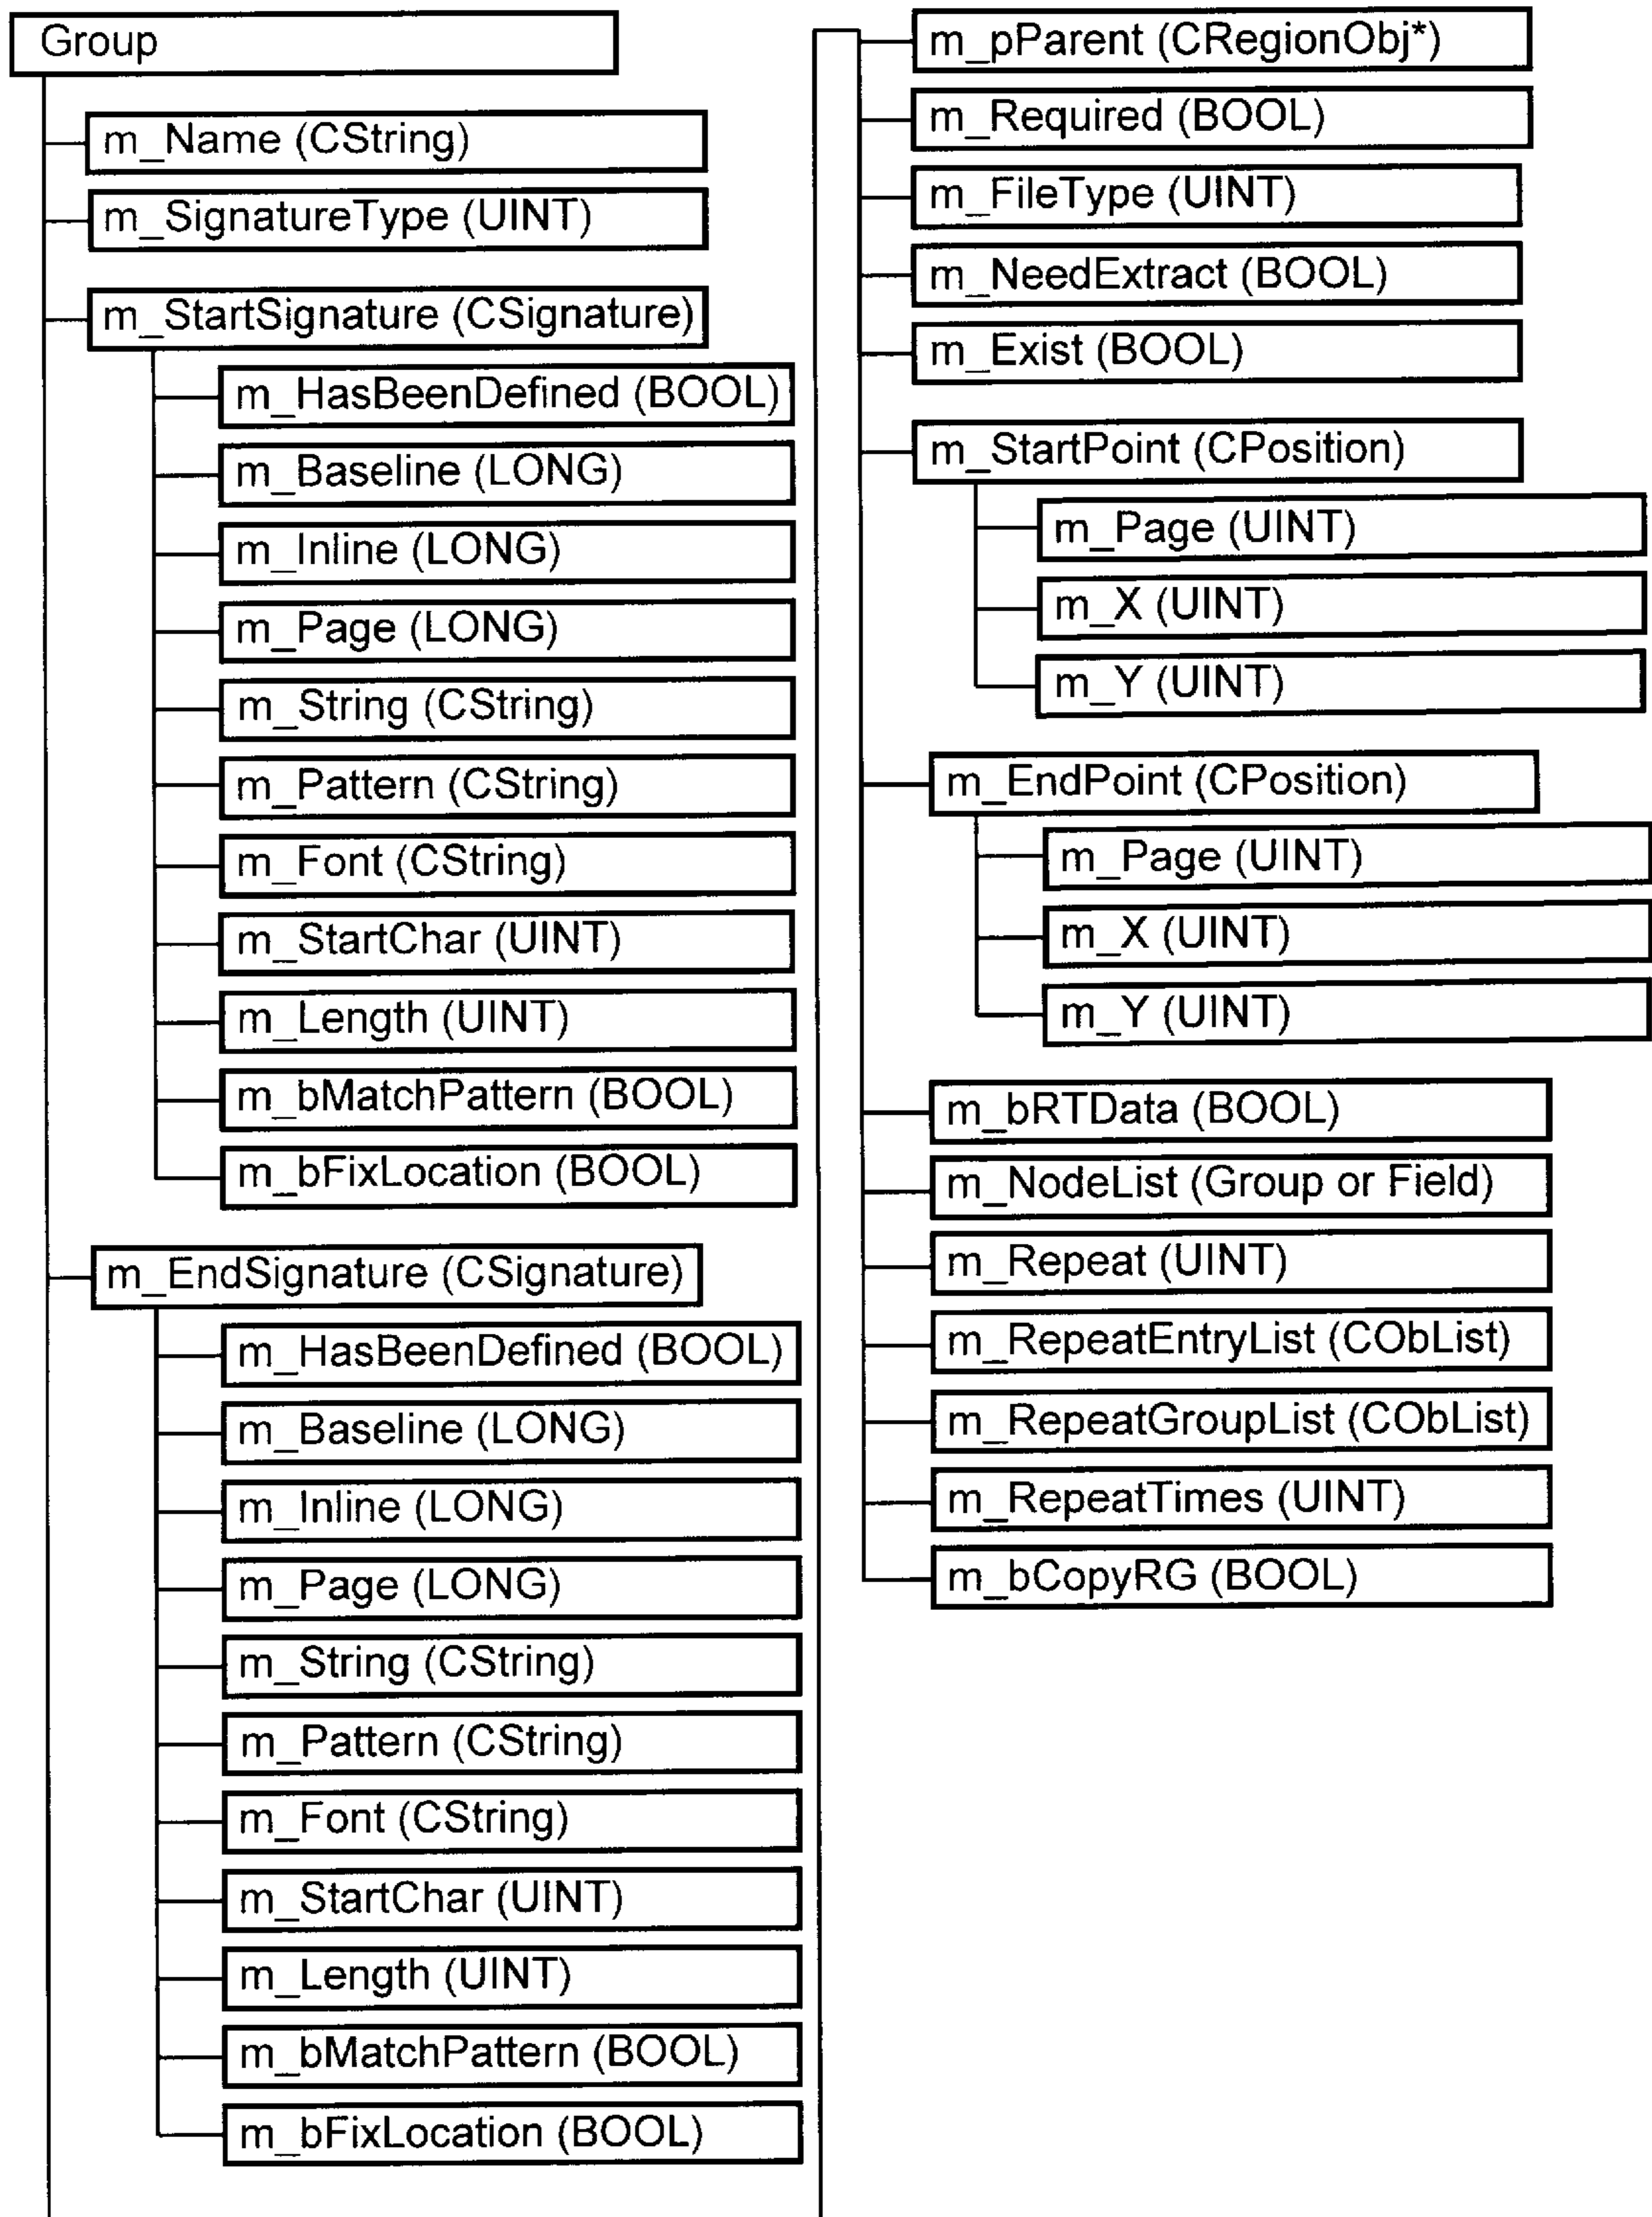 Group
m_Name (CString)
m_SignatureType (UINT)
m_StartSignature (CSignature)
m_HasBeenDefined (BOOL)
m_Baseline (LONG)
m_Inline (LONG)
m_Page (LONG)
m_String (CString)
m_Pattern (CString)
m_Font (CString)
m_StartChar (UINT)
m_Length (UINT)
m_bMatchPattern (BOOL)
m_bFixLocation (BOOL)
m_EndSignature (CSignature)
m_HasBeenDefined (BOOL)
m_Baseline (LONG)
m_Inline (LONG)
m_Page (LONG)
m_String (CString)
m_Pattern (CString)
m_Font (CString)
m_StartChar (UINT)
m_Length (UINT)
m_bMatchPattern (BOOL)
m_bFixLocation (BOOL)
m_pParent (CRegionObj*)
m_Required (BOOL)
m_FileType (UINT)
m_NeedExtract (BOOL)
m_Exist (BOOL)
m_StartPoint (CPosition)
m_Page (UINT)
m_X (UINT)
m_Y (UINT)
m_EndPoint (CPosition)
m_Page (UINT)
m_X (UINT)
m_Y (UINT)
m_bRTData (BOOL)
m_NodeList (Group or Field)
m_Repeat (UINT)
m_RepeatEntryList (CObList)
m_RepeatGroupList (CObList)
m_RepeatTimes (UINT)
m_bCopyRG (BOOL)